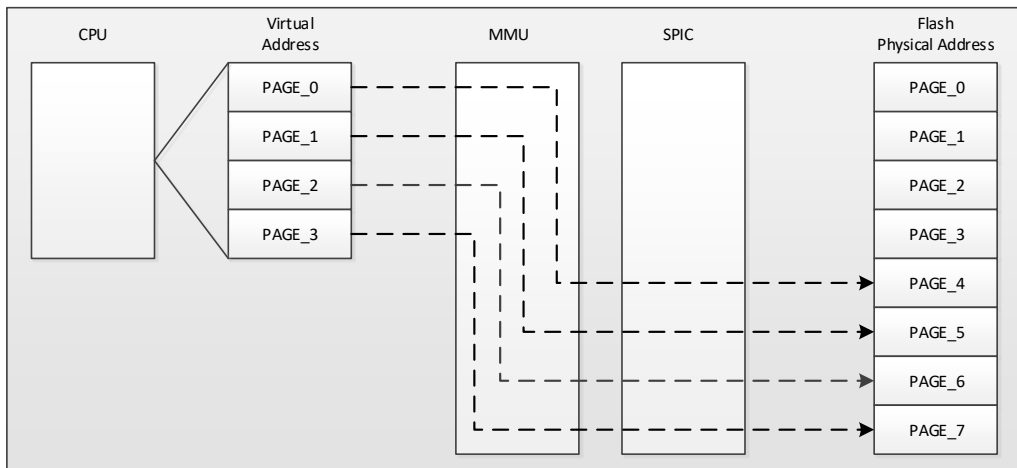 CPU
Virtual
Address
MMU
SPIC
Flash
Physical Address
PAGE_0
PAGE_1
PAGE_2
PAGE_3
PAGE_0
PAGE_1
PAGE_2
PAGE_3
PAGE_4
PAGE_5
PAGE_6
PAGE_7